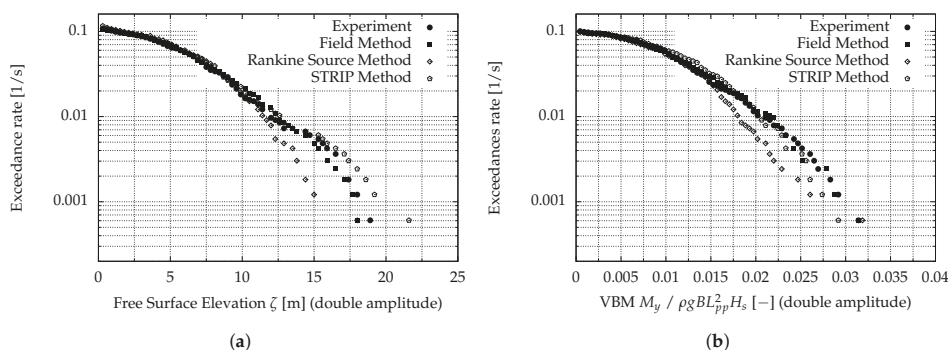 Exceedance rate [1/s]
0.1
0.01
0.001
Experiment
Field Method
Rankine Source Method
STRIP Method
0 5 10 15 20 25
Free Surface Elevation ζ [m] (double amplitude)
(a)
Exceedances rate [1/s]
0.1
0.01
0.001
Experiment
Field Method
Rankine Source Method
STRIP Method
0 0.005 0.01 0.015 0.02 0.025 0.03 0.035 0.04
VBM M_y / ρgBL²_pp H_s [−] (double amplitude)
(b)